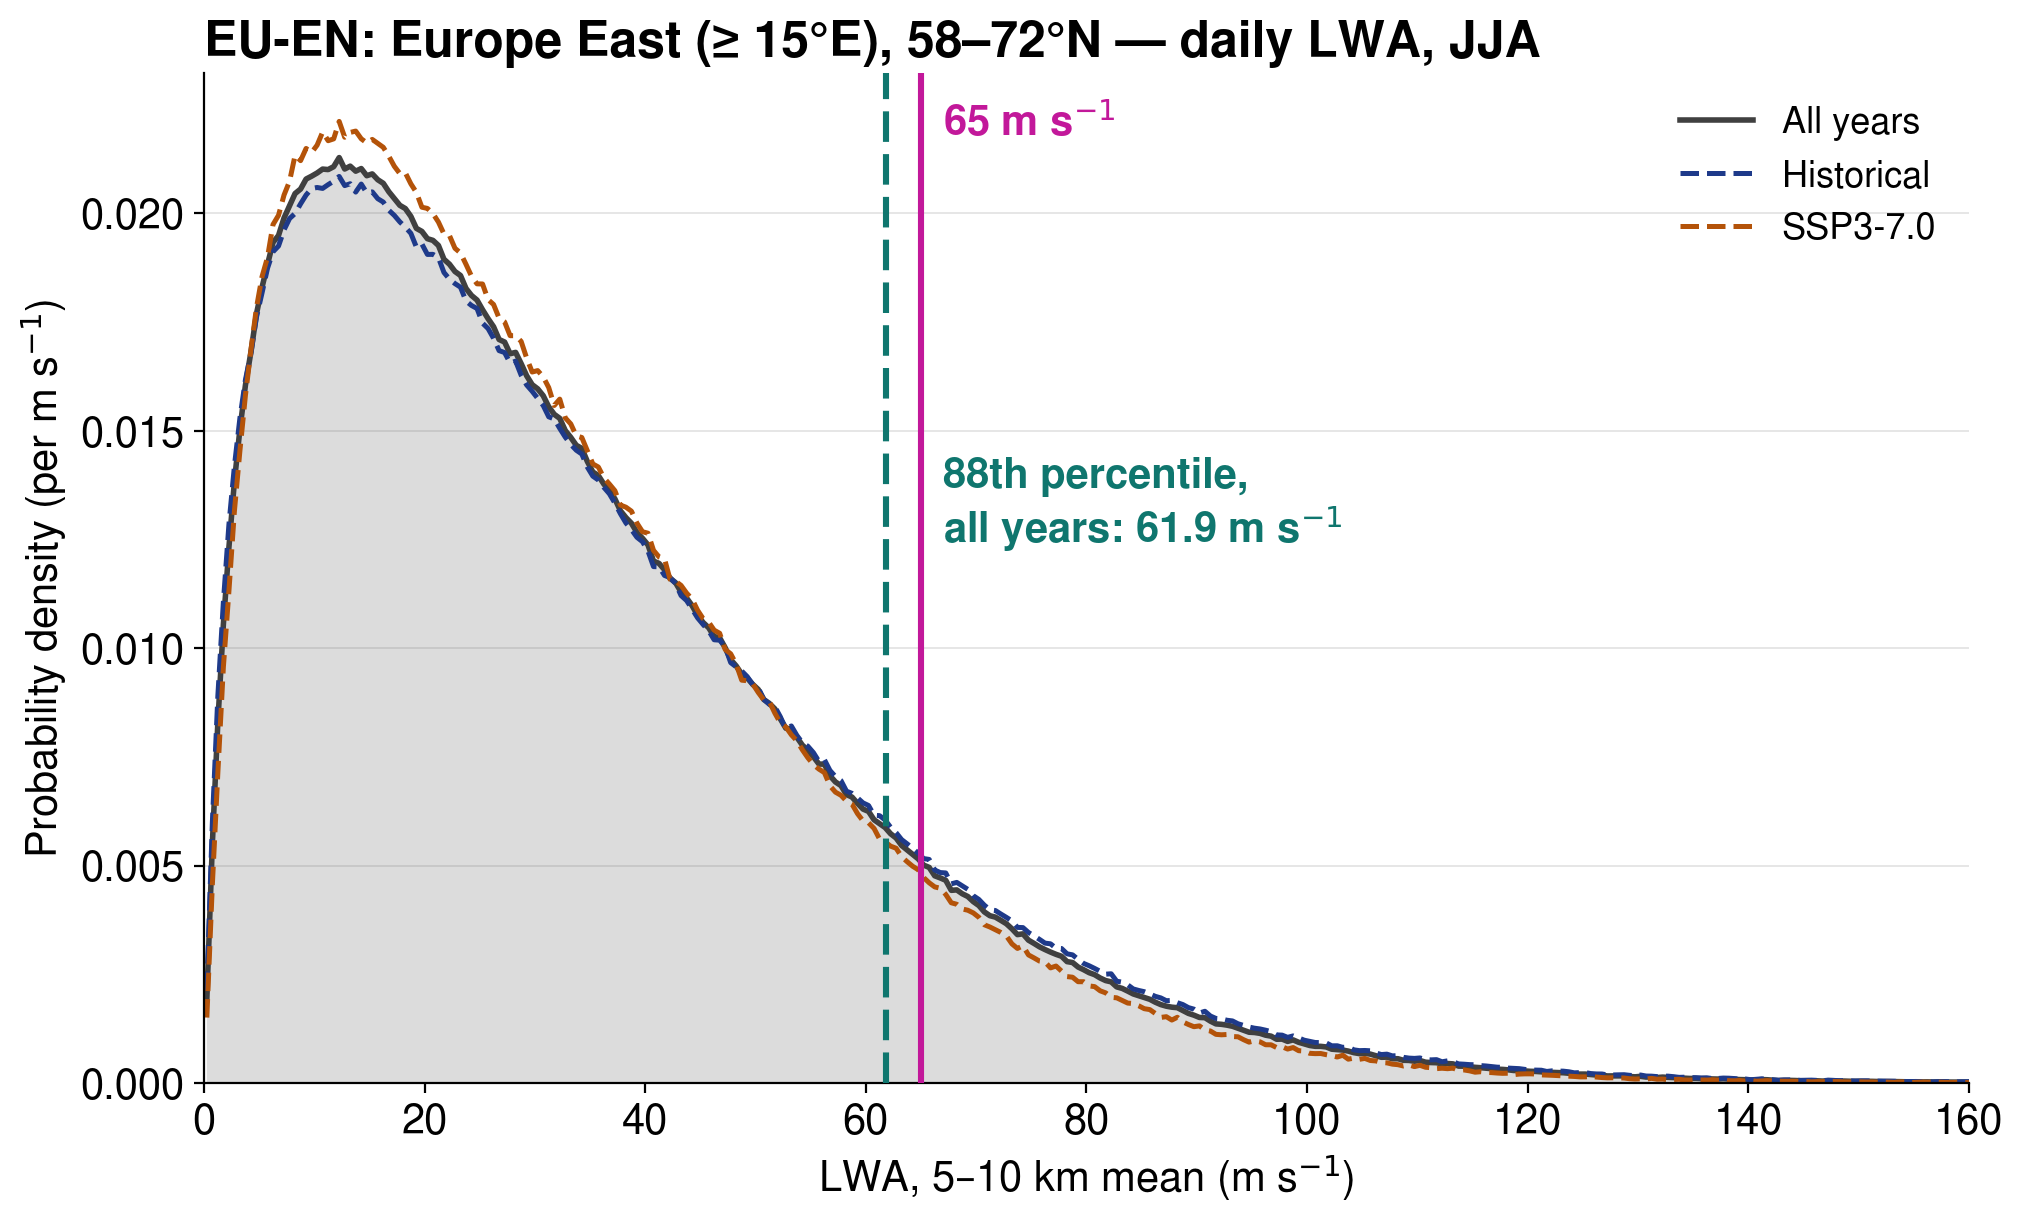 EU-EN: Europe East (≥ 15°E), 58–72°N — daily LWA, JJA
65 m s⁻¹
All years
Historical
SSP3-7.0
88th percentile,
all years: 61.9 m s⁻¹
Probability density (per m s⁻¹)
0.020
0.015
0.010
0.005
0.000
0 20 40 60 80 100 120 140 160
LWA, 5–10 km mean (m s⁻¹)